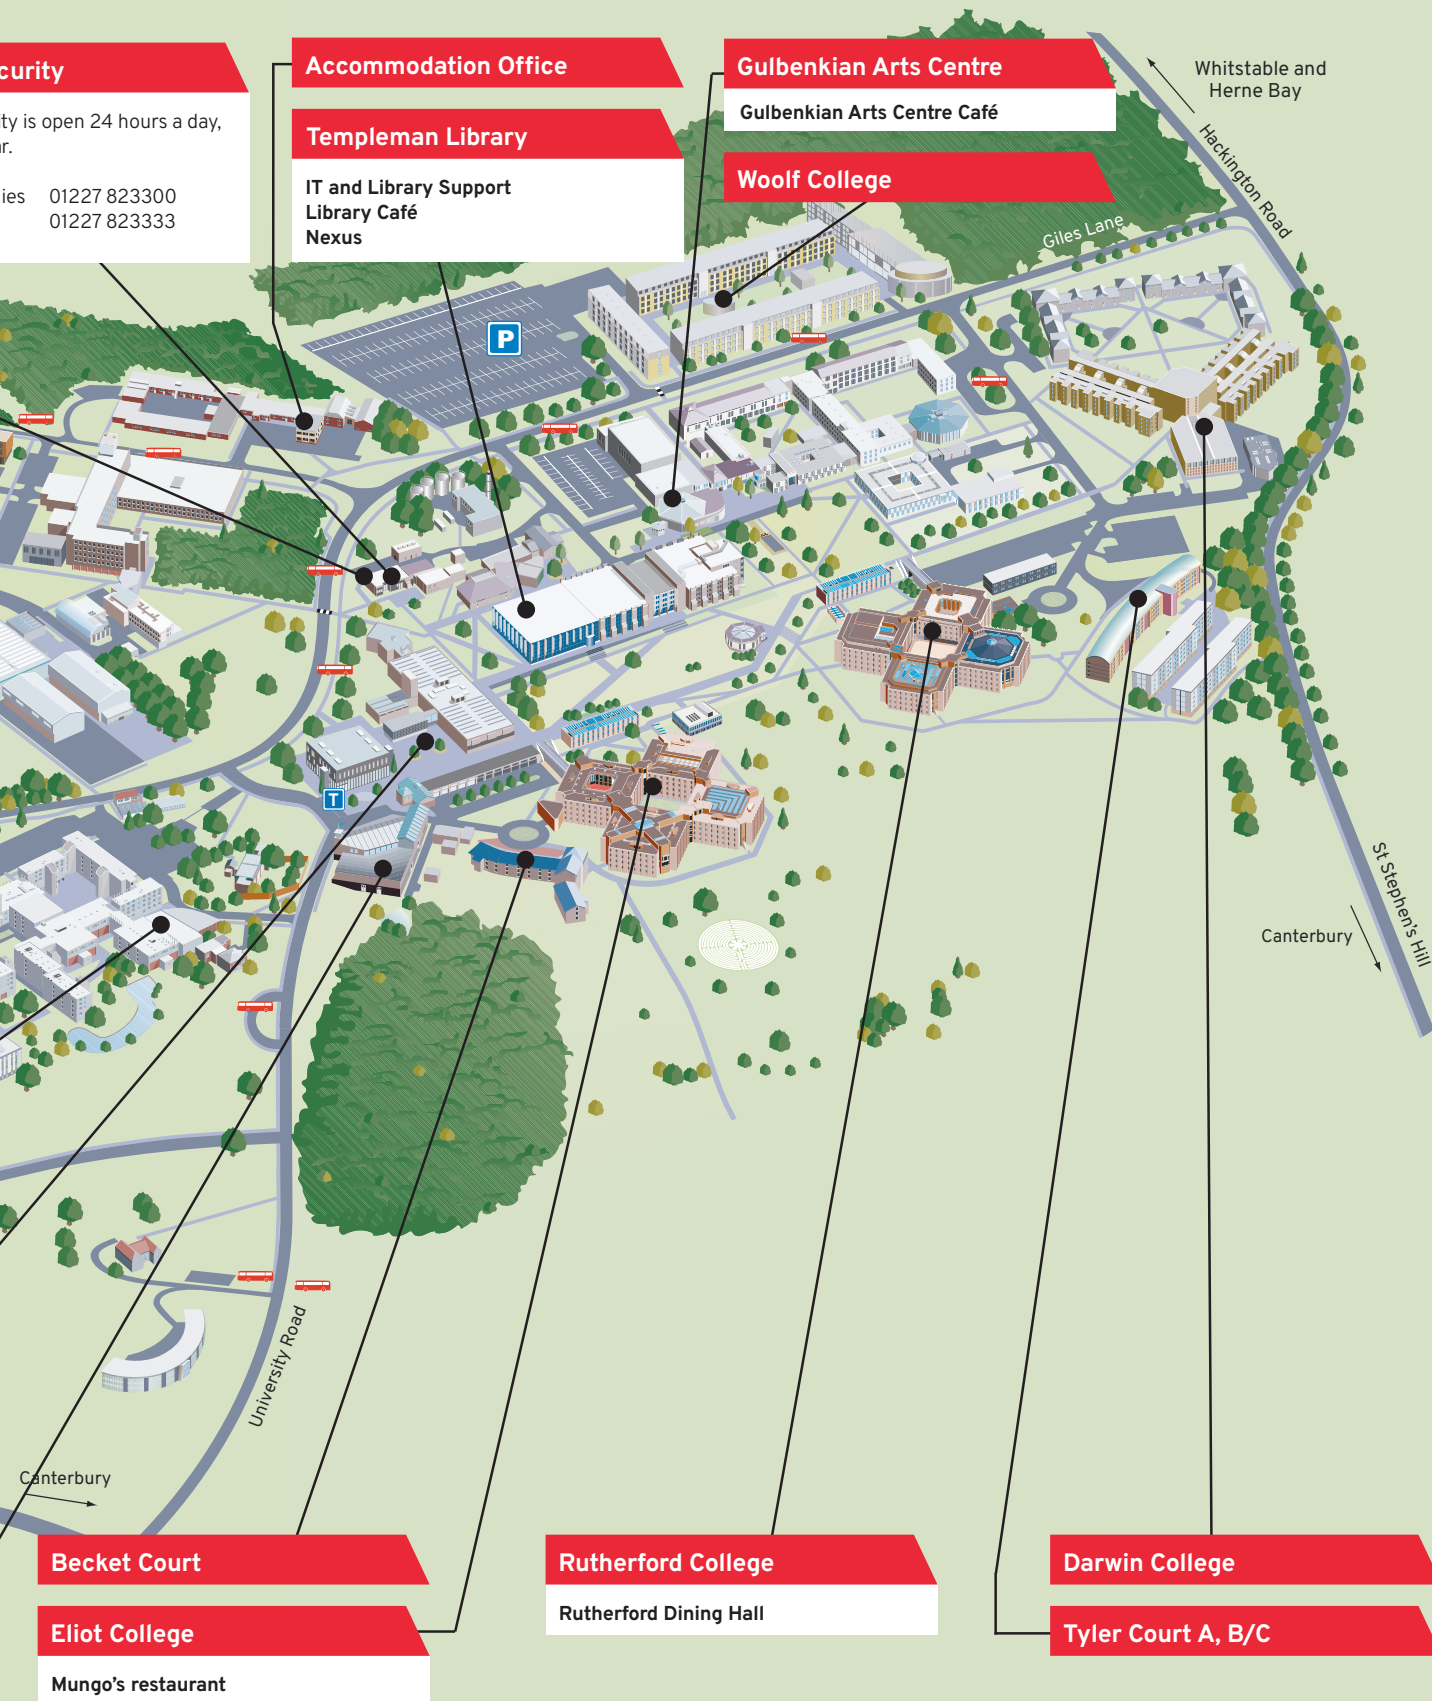 curity
ity is open 24 hours a day,
ar.
ies 01227 823300
01227 823333
Accommodation Office
Templeman Library
IT and Library Support
Library Café
Nexus
Gulbenkian Arts Centre
Gulbenkian Arts Centre Café
Woolf College
Whitstable and
Herne Bay
Hackington Road
Giles Lane
P
T
St Stephen's Hill
Canterbury
University Road
Canterbury
Becket Court
Eliot College
Mungo's restaurant
Rutherford College
Rutherford Dining Hall
Darwin College
Tyler Court A, B/C